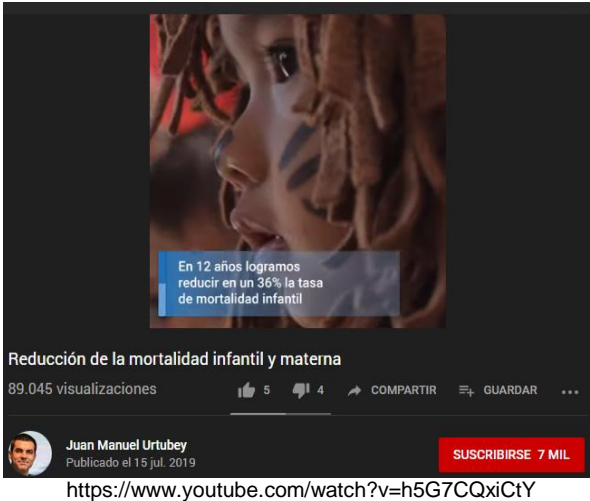 En 12 años logramos
reducir en un 36% la tasa
de mortalidad infantil
Reducción de la mortalidad infantil y materna
89.045 visualizaciones 5 4 COMPARTIR GUARDAR
Juan Manuel Urtubey
Publicado el 15 jul. 2019
SUSCRIBIRSE 7 MIL
https://www.youtube.com/watch?v=h5G7CQxiCtY